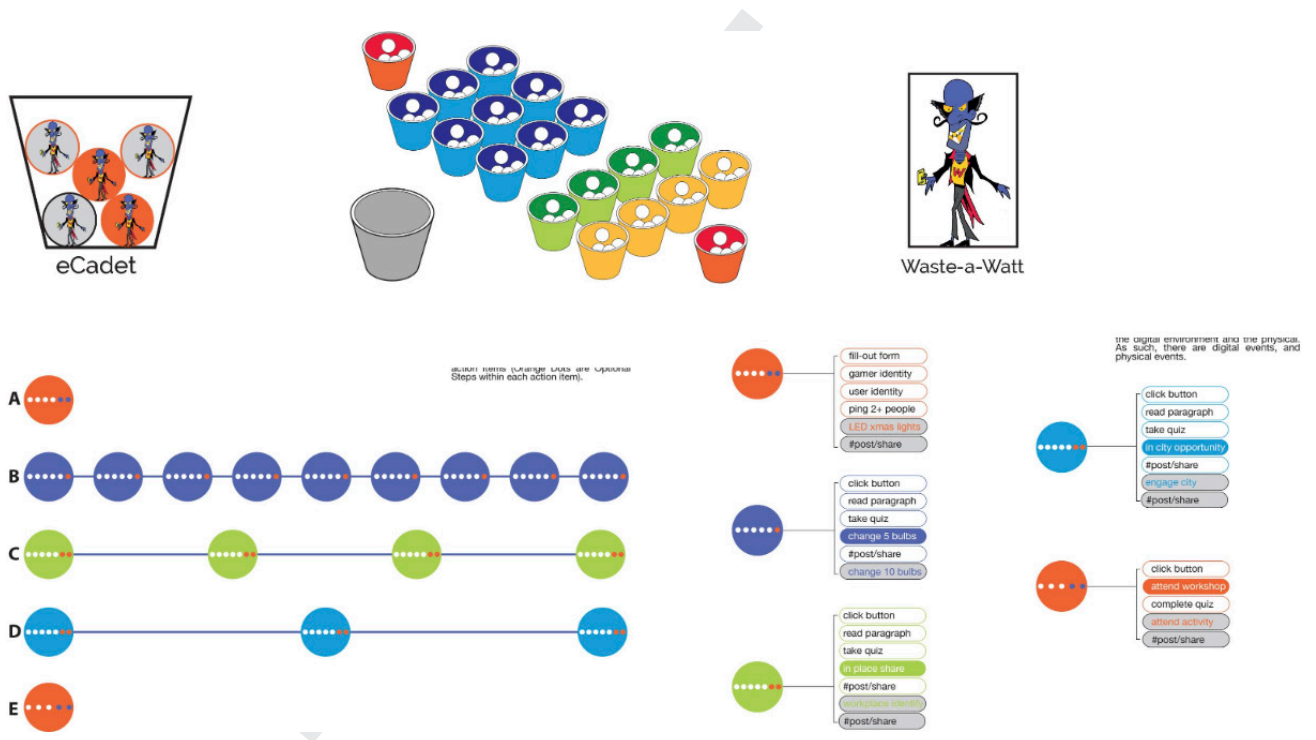 eCadet
Waste-a-Watt
W
action items (Orange Dots are Optional
Steps within each action item).
A
B
C
D
E
fill-out form
gamer identity
user identity
ping 2+ people
LED xmas lights
#post/share
click button
read paragraph
take quiz
change 5 bulbs
#post/share
change 10 bulbs
click button
read paragraph
take quiz
in place share
#post/share
workplace identify
#post/share
the digital environment and the physical.
As such, there are digital events, and
physical events.
click button
read paragraph
take quiz
in city opportunity
#post/share
engage city
#post/share
click button
attend workshop
complete quiz
attend activity
#post/share